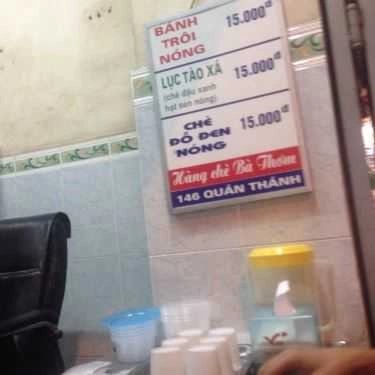 BÁNH
TRÔI
NÓNG
15.000đ
LỤC TÀO XÁ
(chè đậu xanh
hạt sen nóng)
15.000đ
CHÈ
ĐỖ ĐEN
NÓNG
15.000đ
Hàng chè Bà Thơm
146 QUÁN THÁNH